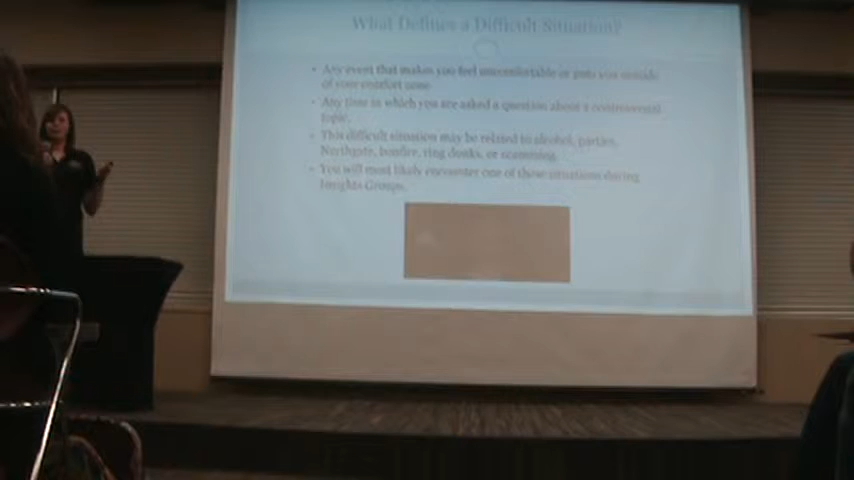 What Defines a Difficult Situation?
• Any event that makes you feel uncomfortable or puts you outside
of your comfort zone
• Any time in which you are asked a question about a controversial
topic.
• This difficult situation may be related to alcohol, parties,
Northgate, bonfire, ring dunks, or
• You will most likely encounter one of these situations during
Insights Groups.